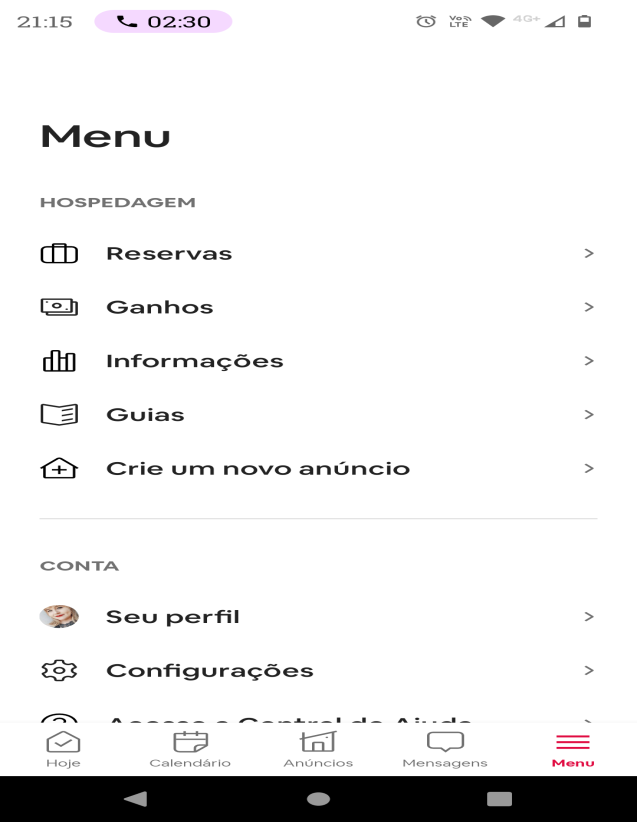 21:15 02:30 Vo LTE 4G+
Menu
HOSPEDAGEM
Reservas
Ganhos
Informações
Guias
Crie um novo anúncio
CONTA
Seu perfil
Configurações
Acesse a Central de Ajuda
Hoje Calendário Anúncios Mensagens Menu